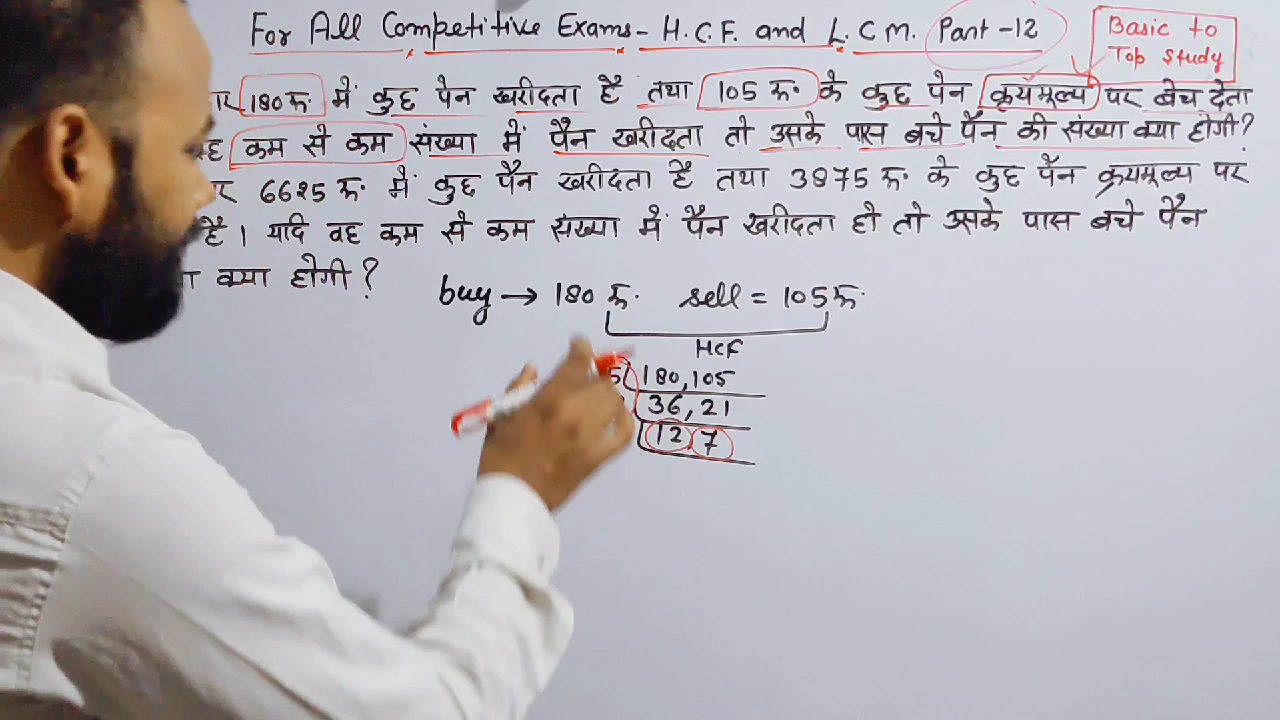 For All Competitive Exams- H.C.F. and L.C.M. Part-12
Basic to
Top Study
180 रू. में कुछ पेन खरीदता है तथा 105 रू. के कुछ पेन क्रयमूल्य पर बेच देता
कम से कम संख्या में पैन खरीदता तो उसके पास बचे पैन की संख्या क्या होगी?
6625 रू. में कुछ पैन खरीदता है तथा 3875 रू. के कुछ पैन क्रयमूल्य पर
है। यदि वह कम से कम संख्या में पैन खरीदता हो तो उसके पास बचे पैन
क्या होगी?
buy → 180 रू. sell = 105 रू.
HCF
5 180, 105
36, 21
12, 7